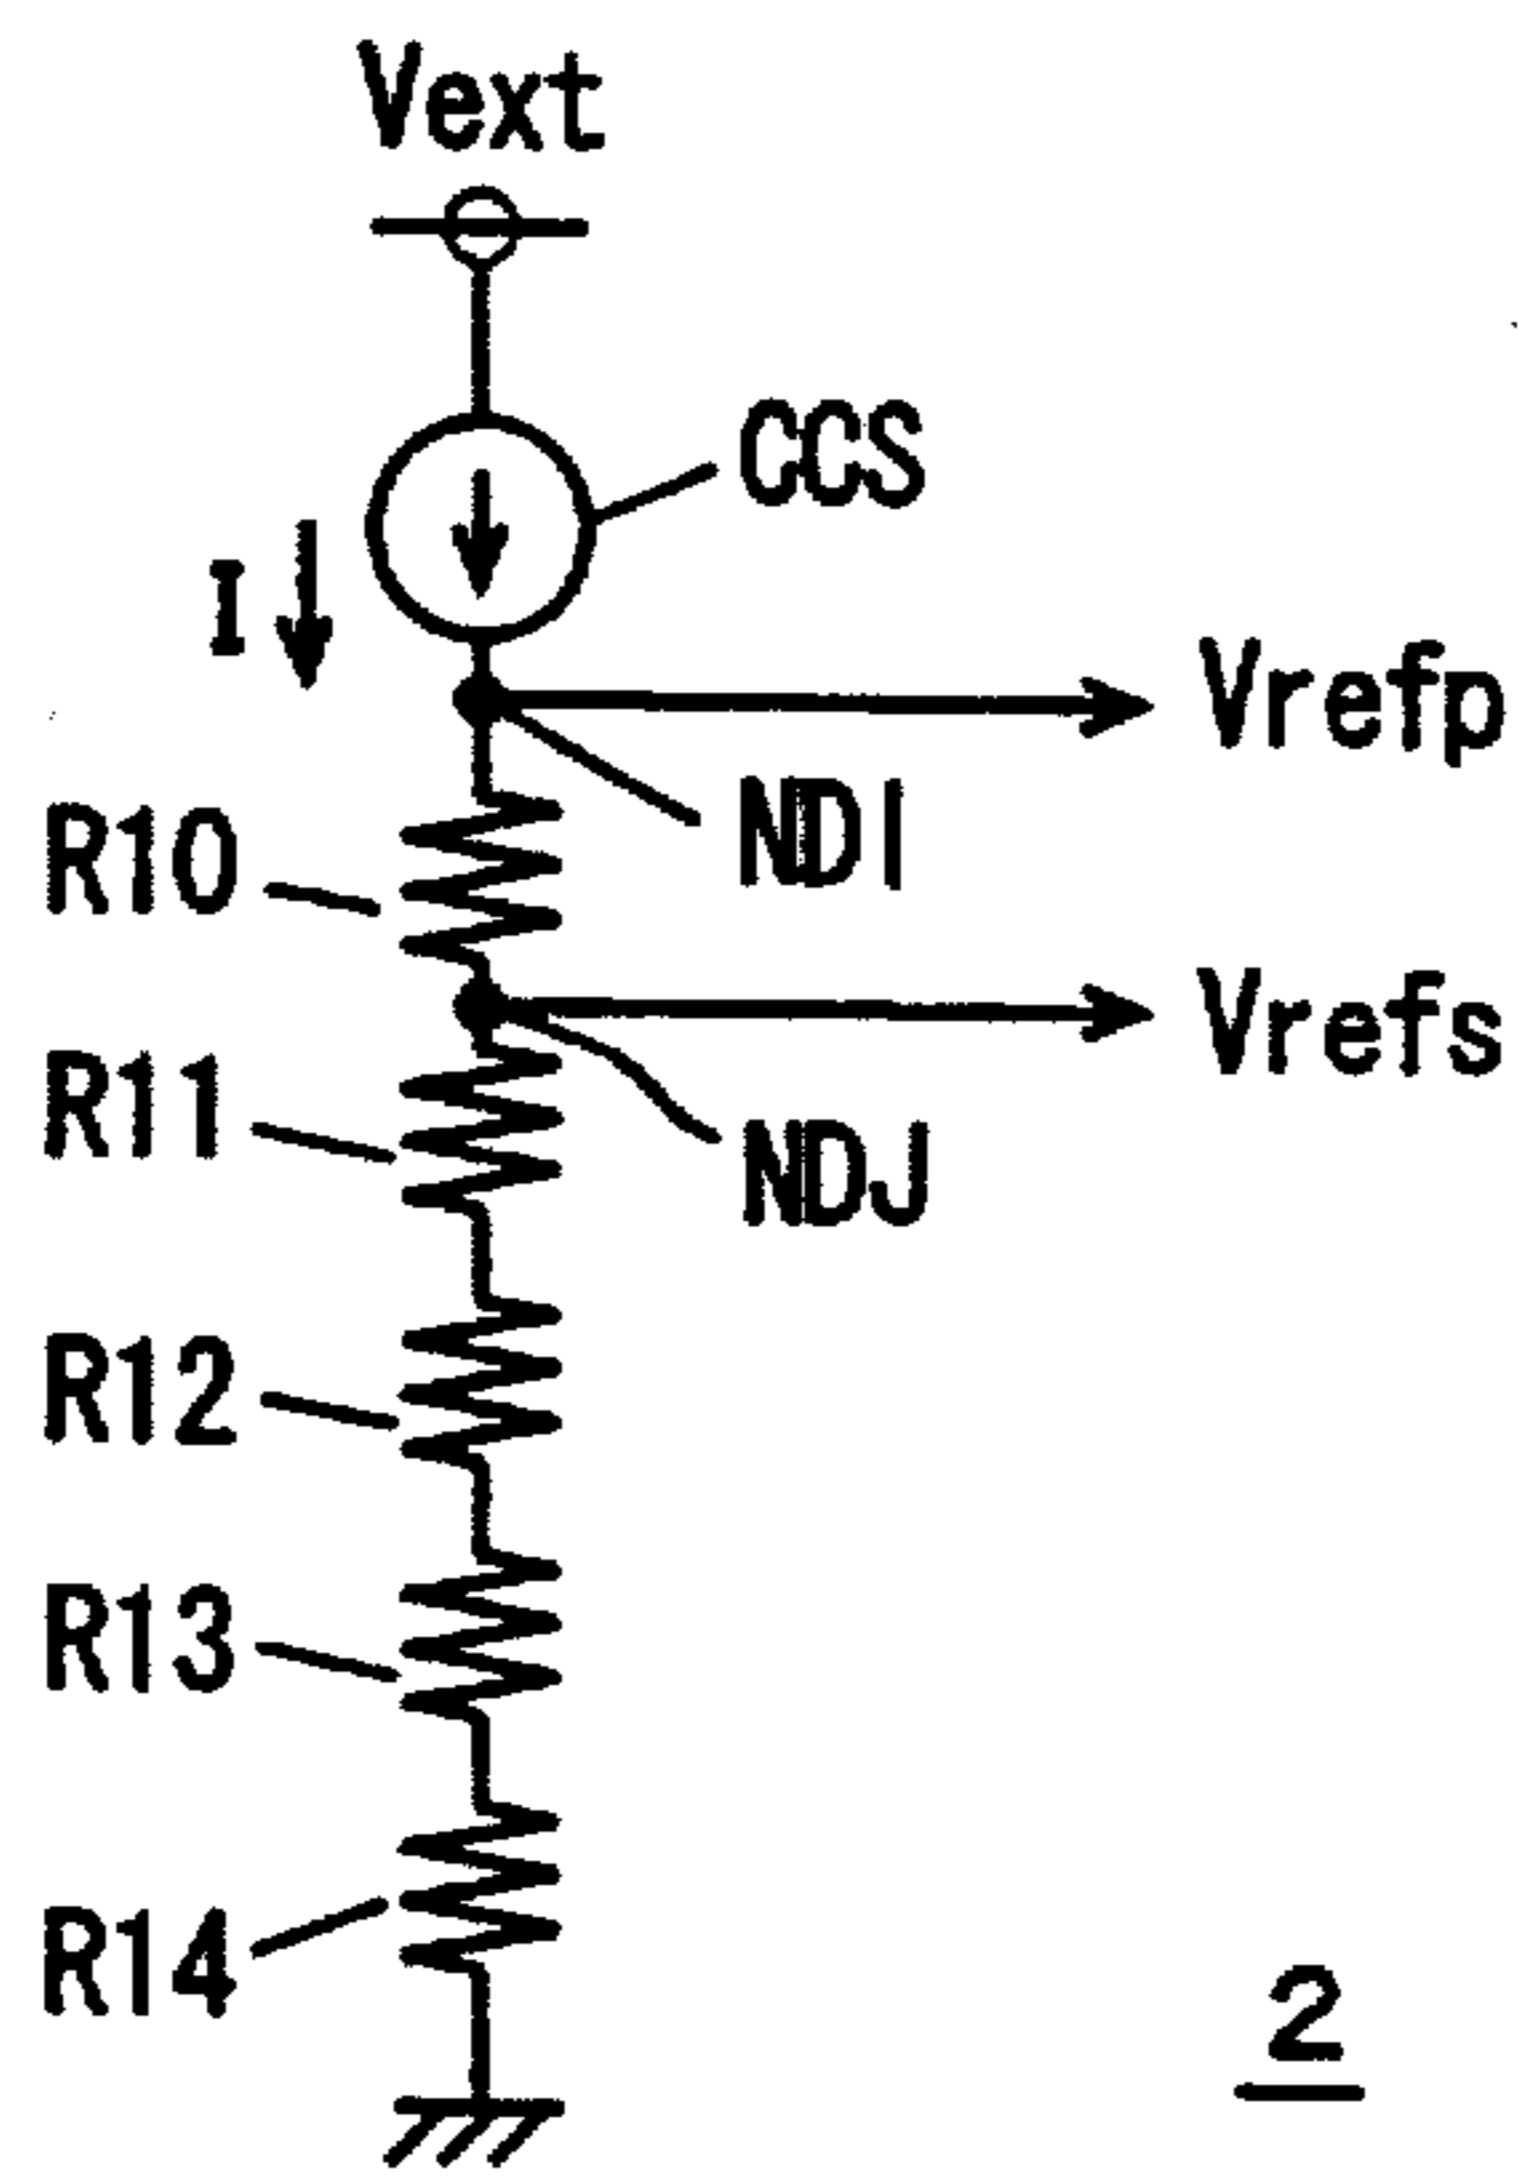 Vext
CCS
I
Vrefp
NDI
R10
Vrefs
R11
NDJ
R12
R13
R14
2